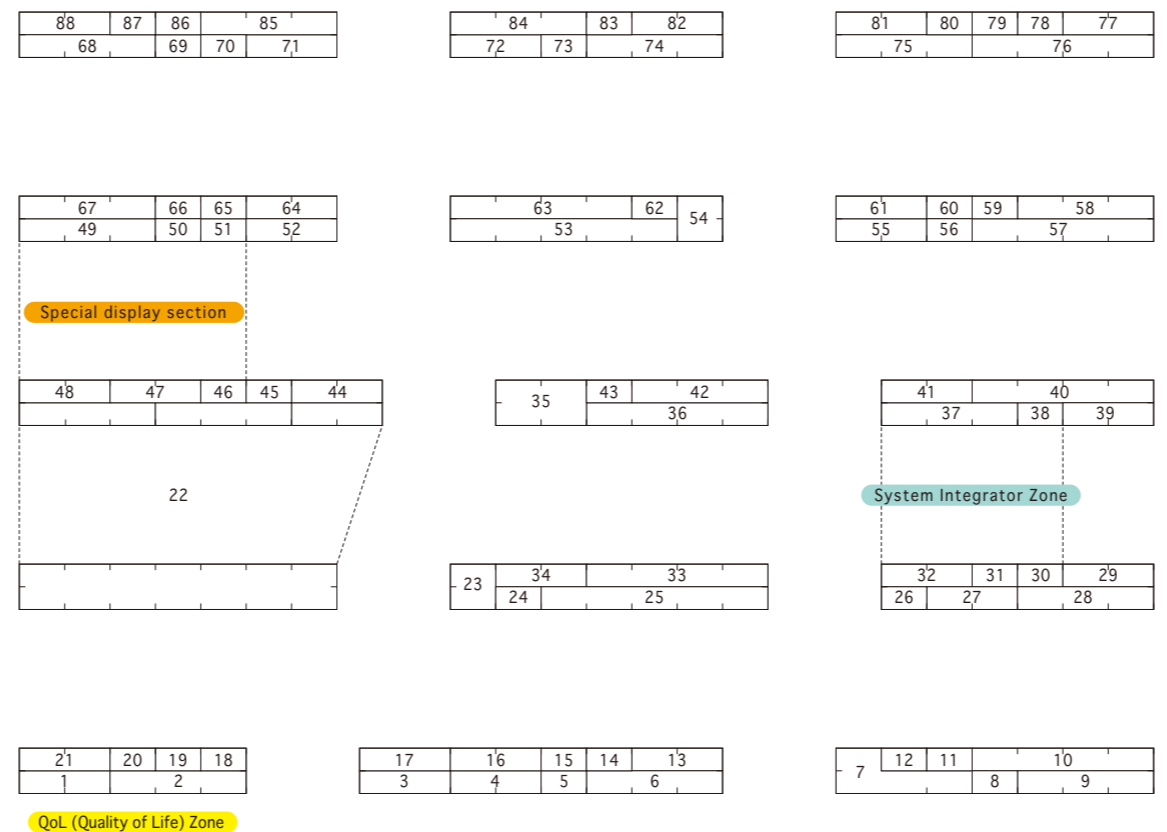 88 87 86 85 84 83 82 81 80 79 78 77
68 69 70 71 72 73 74 75 76
67 66 65 64 63 62 54 61 60 59 58
49 50 51 52 53 55 56 57
Special display section
48 47 46 45 44 35 43 42 41 40
36 37 38 39
22 System Integrator Zone
23 34 33 32 31 30 29
24 25 26 27 28
21 20 19 18 17 16 15 14 13 7 12 11 10
1 2 3 4 5 6 8 9
QoL (Quality of Life) Zone